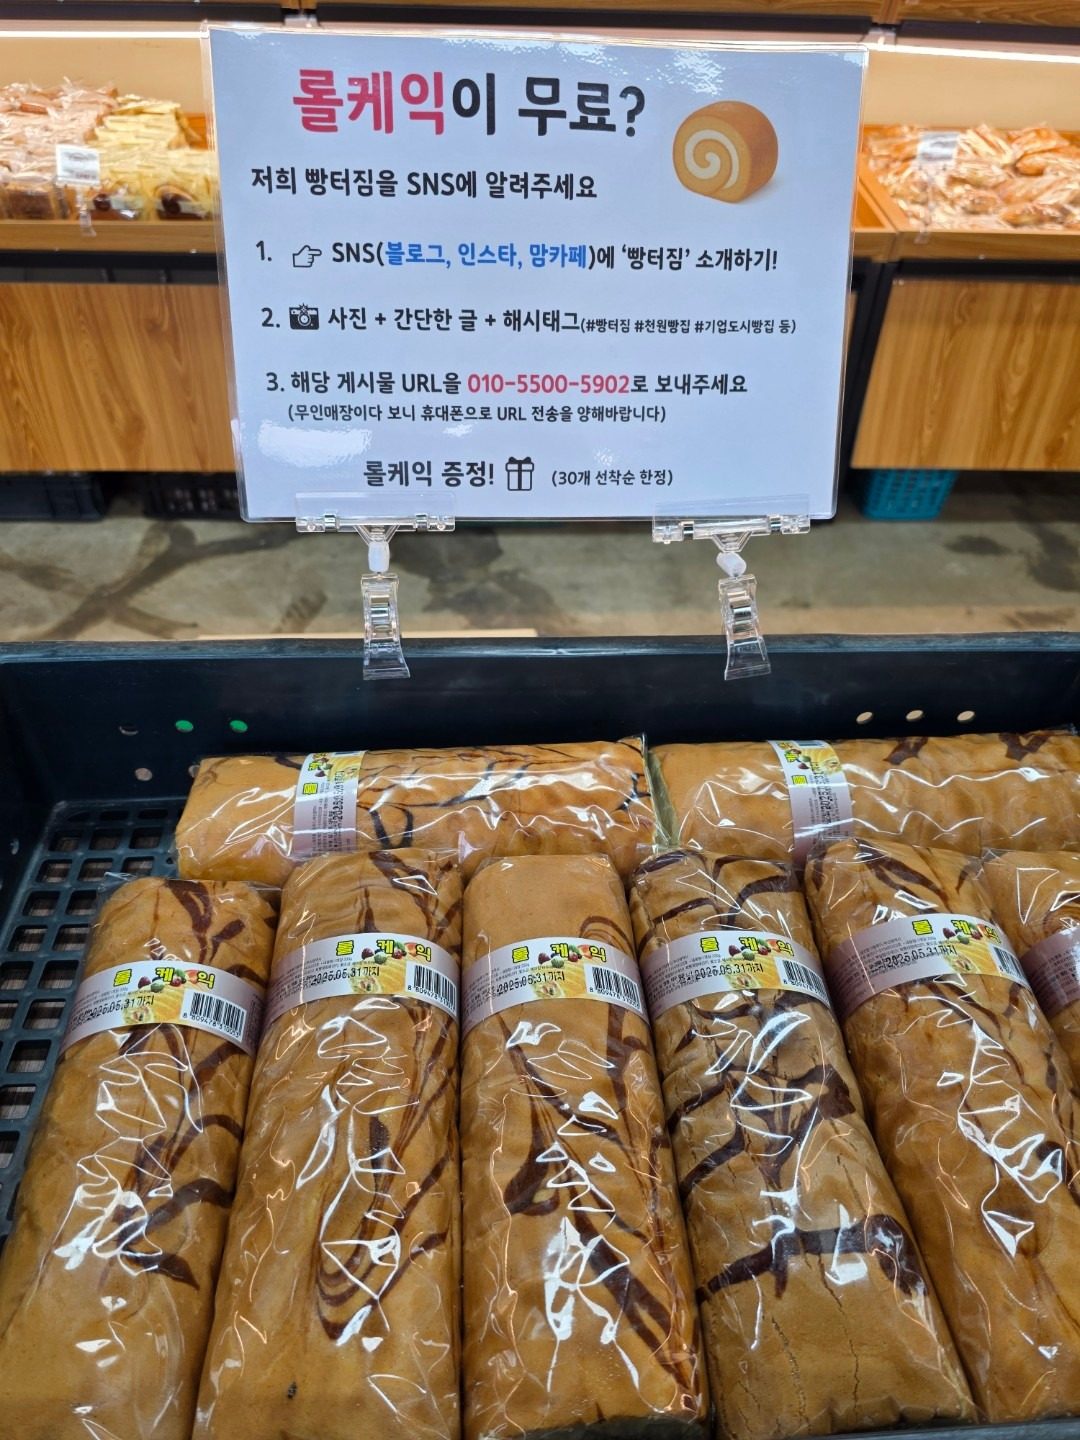 롤케익이 무료?
저희 빵터짐을 SNS에 알려주세요
1. SNS(블로그, 인스타, 맘카페)에 '빵터짐' 소개하기!
2. 사진 + 간단한 글 + 해시태그(#빵터짐 #천원빵집 #기업도시빵집 등)
3. 해당 게시물 URL을 010-5500-5902로 보내주세요
(무인매장이다 보니 휴대폰으로 URL 전송을 양해바랍니다)
롤케익 증정! (30개 선착순 한정)
롤케익
2025.05.31까지
롤케익
2025.05.31까지
롤케익
2025.05.31까지
롤케익
2025.05.31까지
롤케익
2025.05.31까지